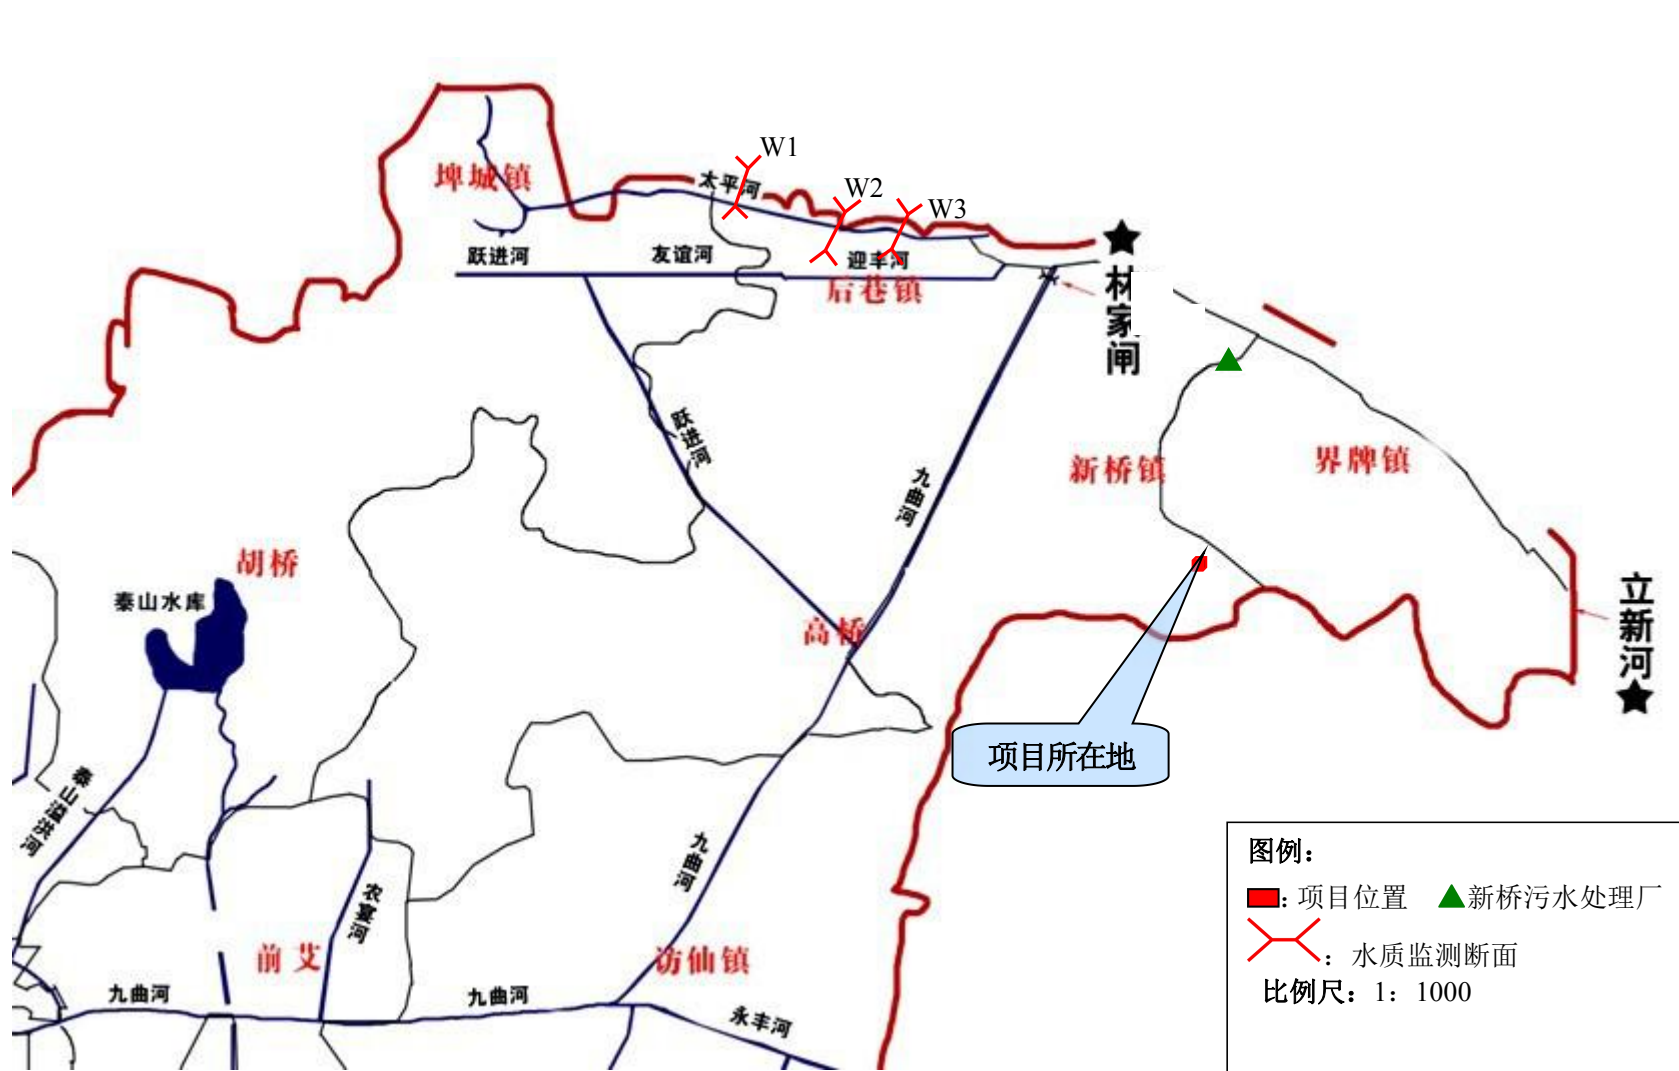 W1
埤城镇
太平河
W2
W3
跃进河
友谊河
迎丰河
后巷镇
林家闸
跃进河
九曲河
新桥镇
界牌镇
胡桥
泰山水库
高桥
立新河
项目所在地
泰山溢洪河
九曲河
农宴河
前艾
访仙镇
九曲河
九曲河
永丰河
图例：
：项目位置 新桥污水处理厂
：水质监测断面
比例尺：1：1000